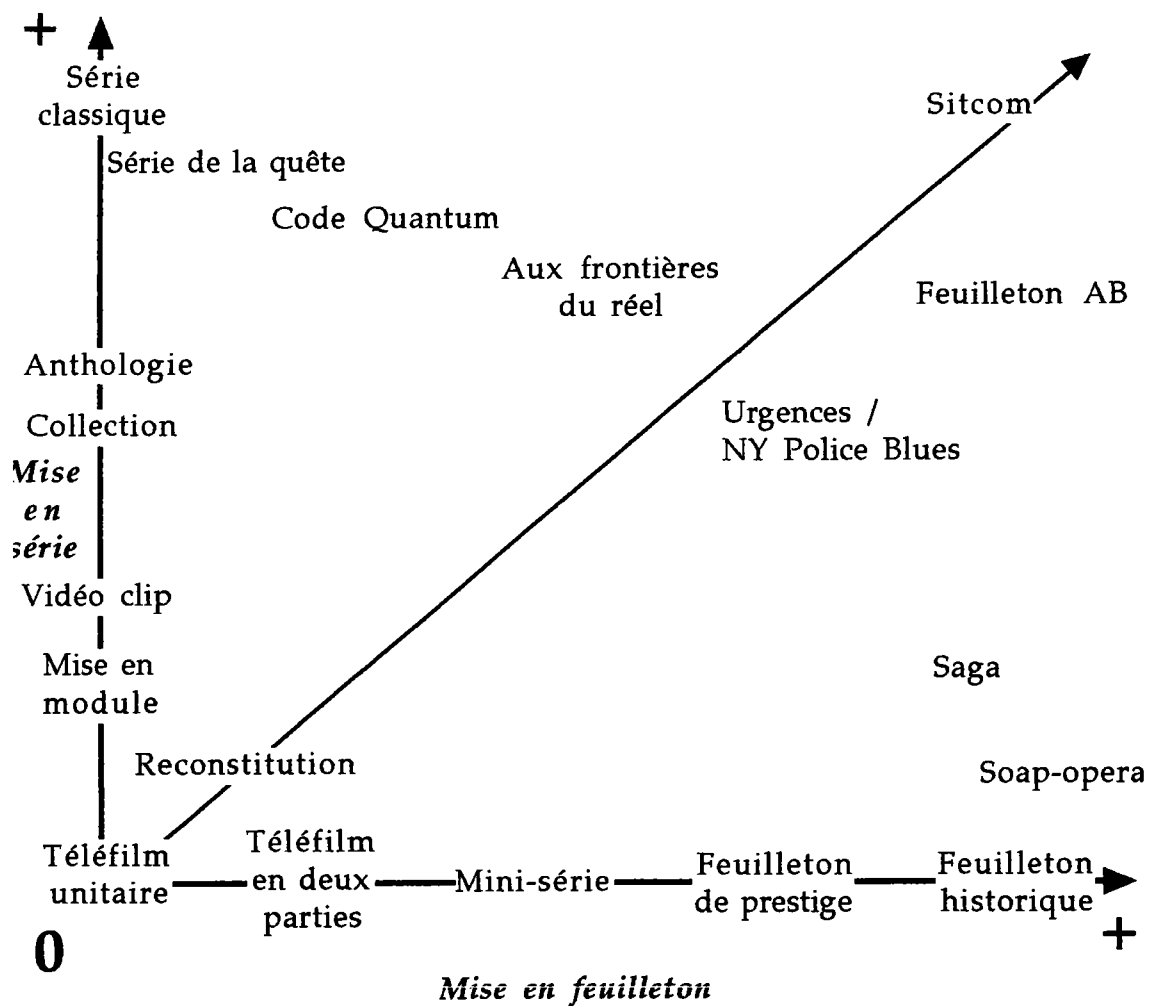 +
Série
classique
Sitcom
Série de la quête
Code Quantum
Aux frontières
du réel
Feuilleton AB
Anthologie
Collection
Urgences /
NY Police Blues
Mise
en
série
Vidéo clip
Mise en
module
Saga
Reconstitution
Soap-opera
Téléfilm
unitaire
Téléfilm
en deux
parties
Mini-série
Feuilleton
de prestige
Feuilleton
historique
+
0
Mise en feuilleton